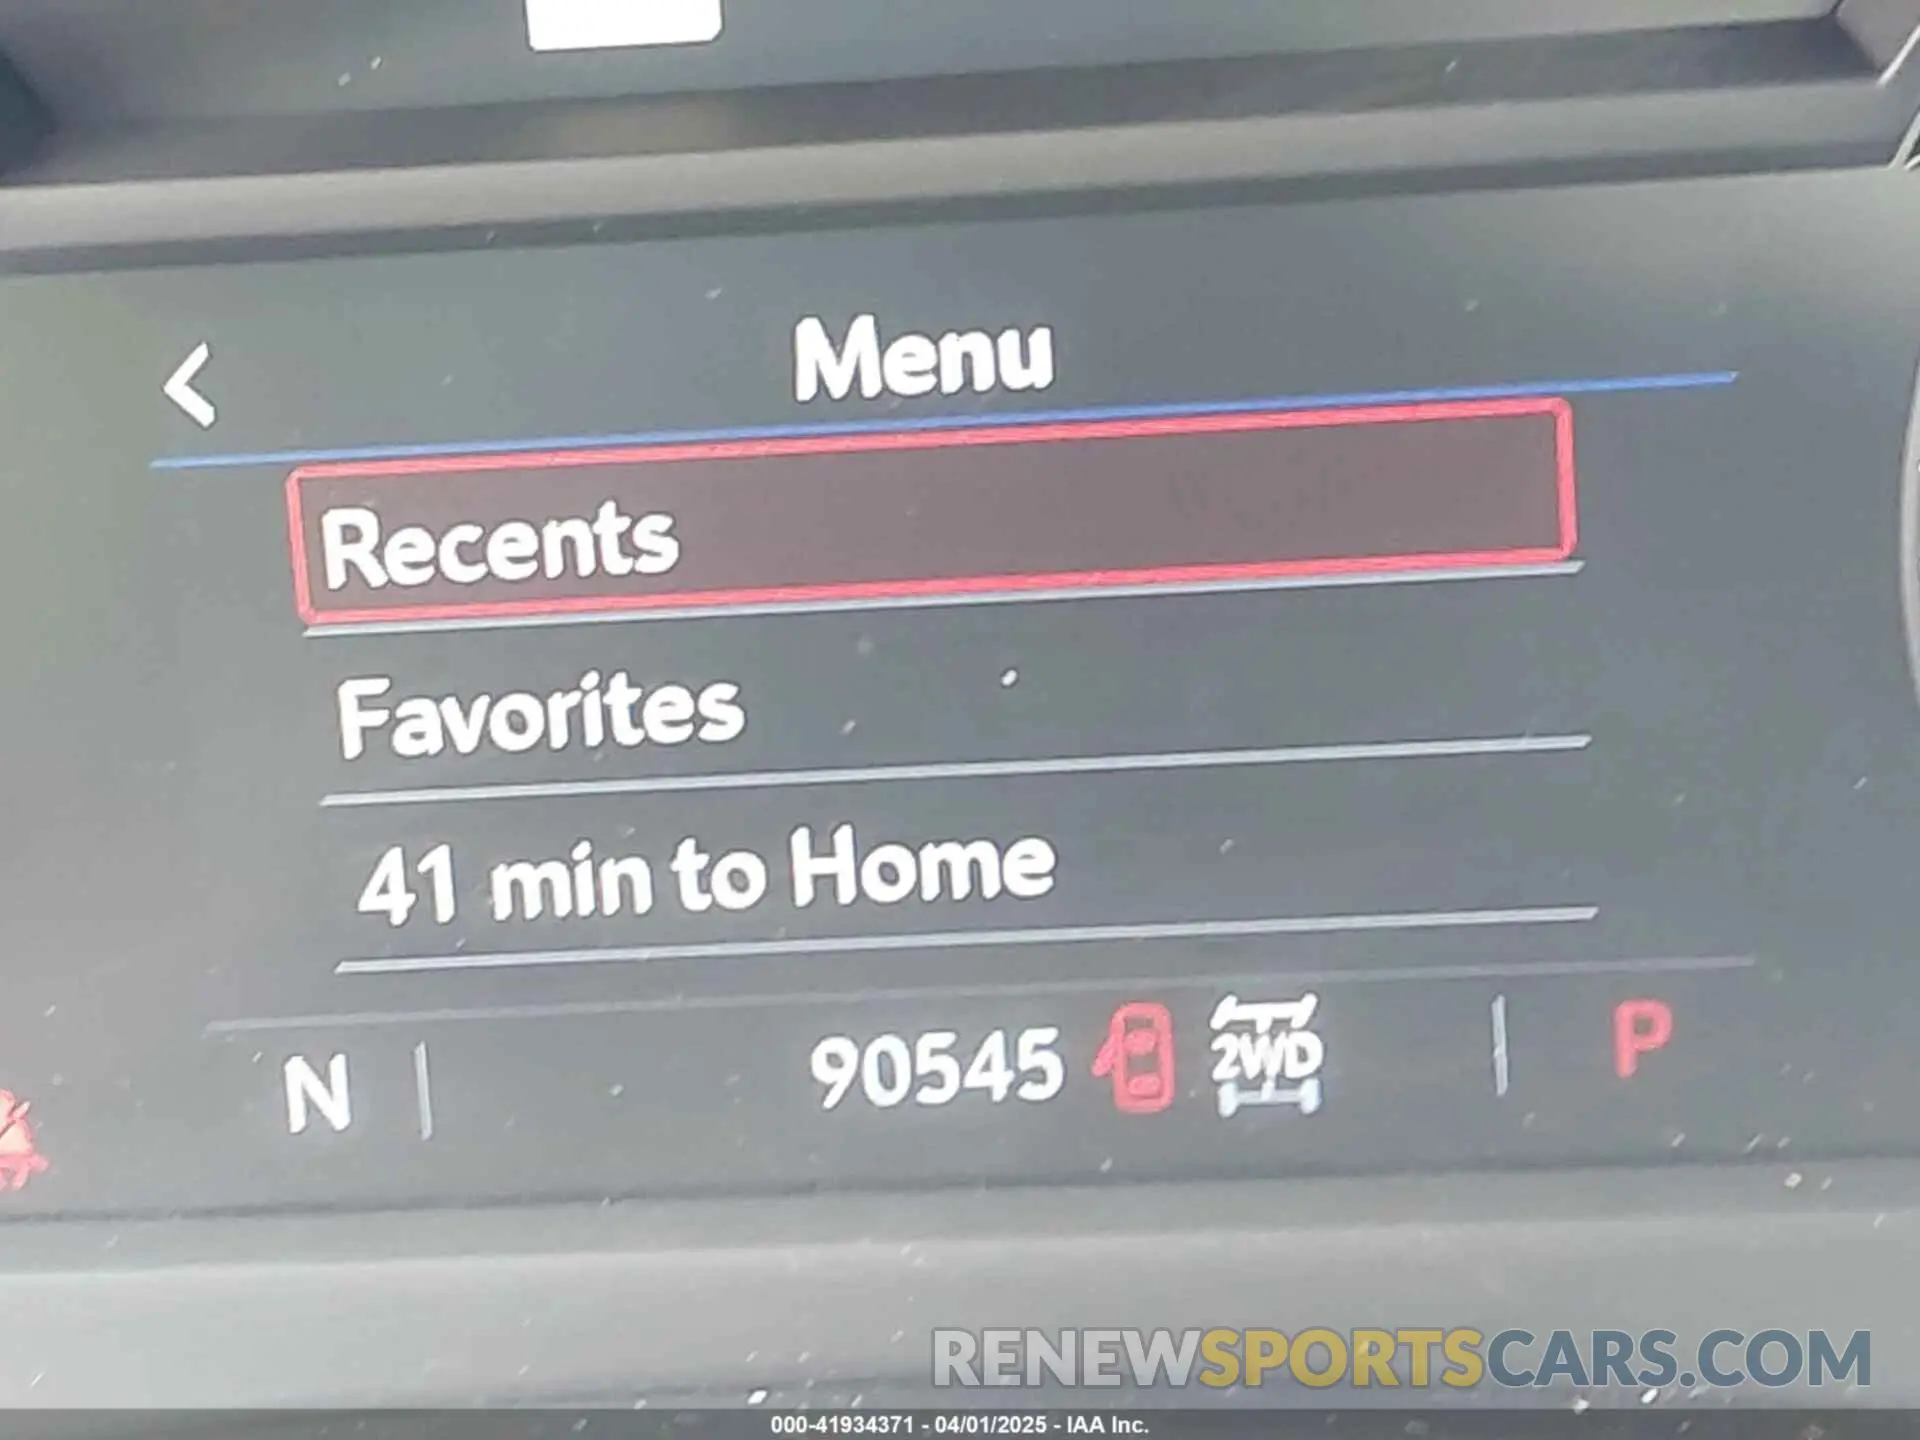 Menu
Recents
Favorites
41 min to Home
N 90545 2WD P
RENEWSPORTSCARS.COM
000-41934371 - 04/01/2025 - IAA Inc.